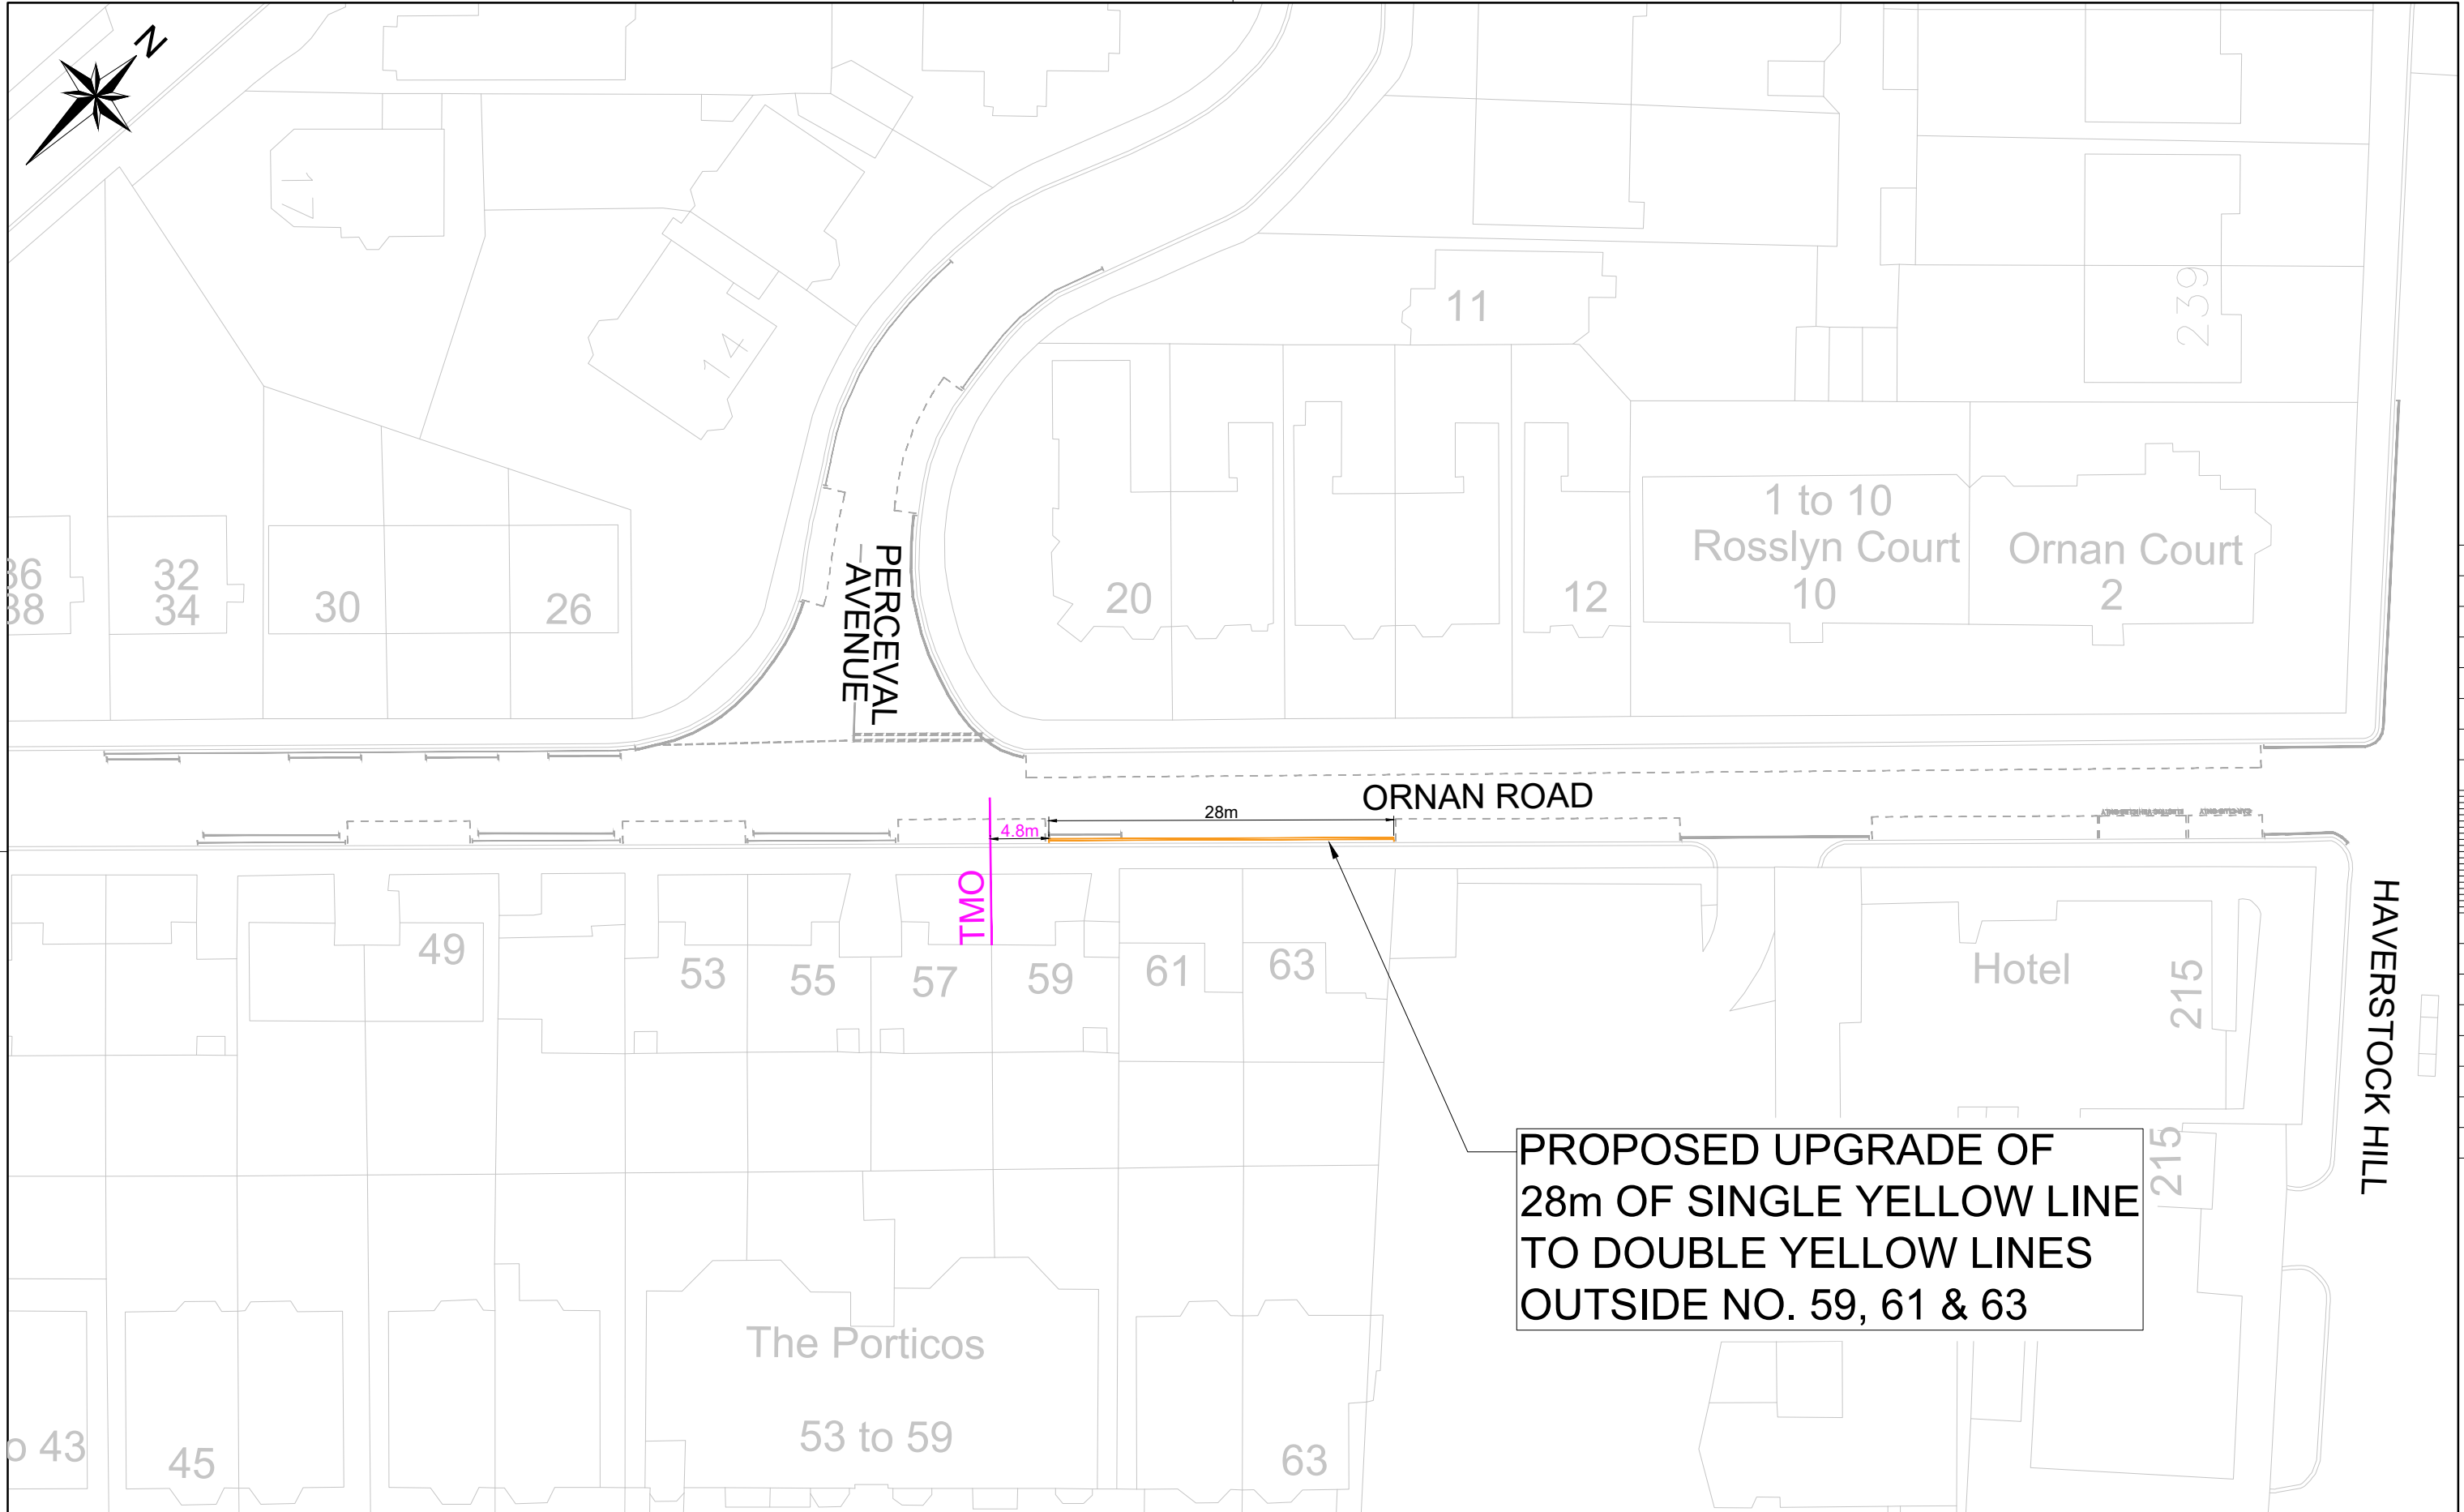 N
71
14
11
239
36
38
32
34
30
26
PERCEVAL
AVENUE
20
12
1 to 10
Rosslyn Court
10
Ornan Court
2
ORNAN ROAD
28m
4.8m
TMO
49
53
55
57
59
61
63
Hotel
215
HAVERSTOCK HILL
PROPOSED UPGRADE OF
28m OF SINGLE YELLOW LINE
TO DOUBLE YELLOW LINES
OUTSIDE NO. 59, 61 & 63
215
The Porticos
53 to 59
o 43
45
63